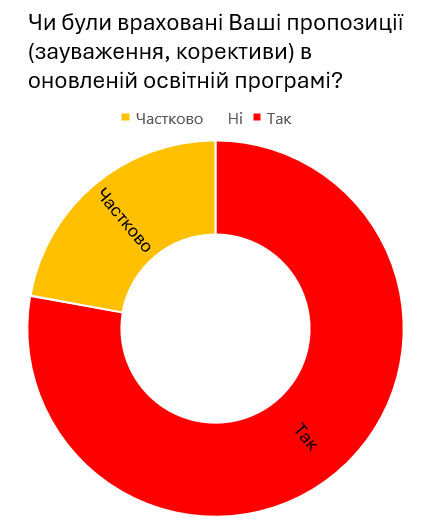 Чи були враховані Ваші пропозиції
(зауваження, корективи) в
оновленій освітній програмі?
Частково Ні Так
Частково
Так